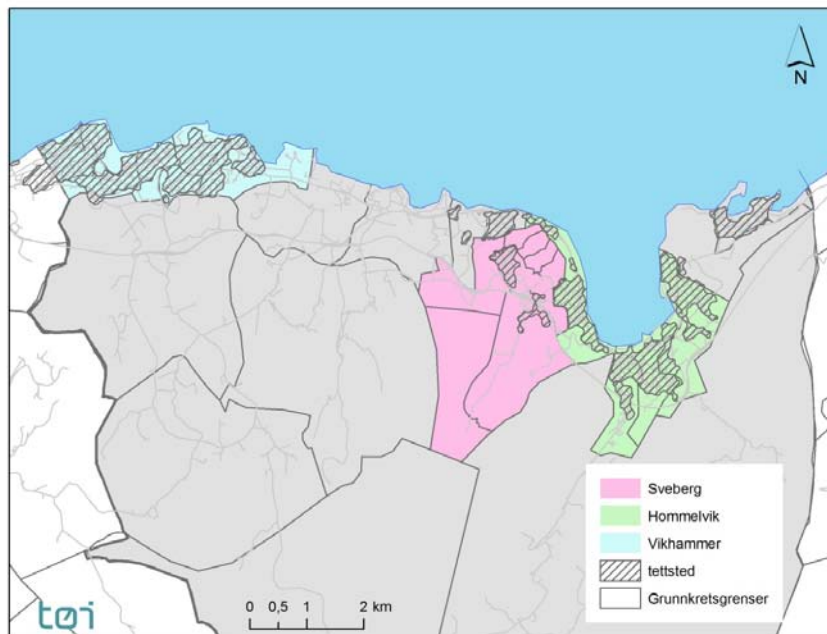 N
Sveberg
Hommelvik
Vikhammer
tettsted
Grunnkretsgrenser
0 0,5 1 2 km
tøi